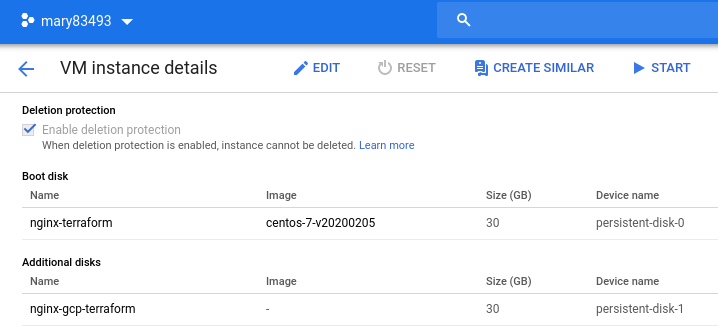 mary83493
VM instance details EDIT RESET CREATE SIMILAR START
Deletion protection
Enable deletion protection
When deletion protection is enabled, instance cannot be deleted. Learn more
Boot disk
Name Image Size (GB) Device name
nginx-terraform centos-7-v20200205 30 persistent-disk-0
Additional disks
Name Image Size (GB) Device name
nginx-gcp-terraform - 30 persistent-disk-1